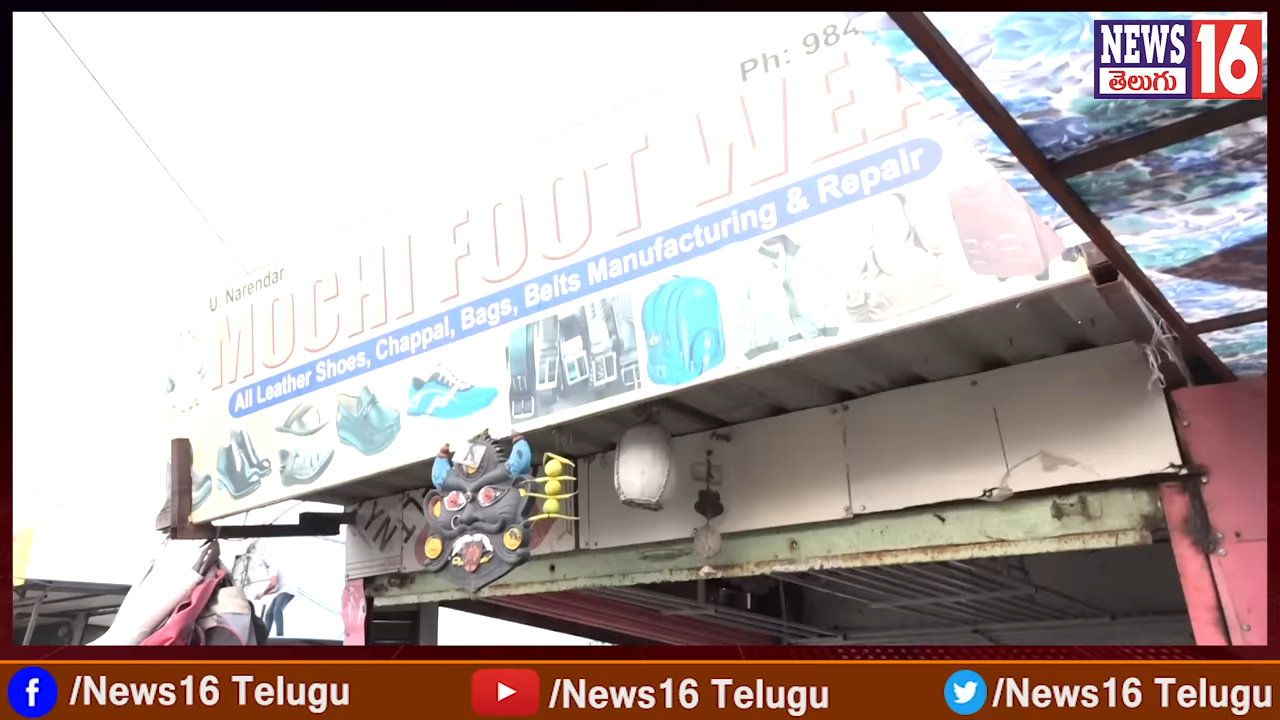 NEWS 16
తెలుగు
Ph: 984
U. Narendar
MOCHI FOOT WEA
All Leather Shoes, Chappal, Bags, Belts Manufacturing & Repair
/News16 Telugu
/News16 Telugu
/News16 Telugu